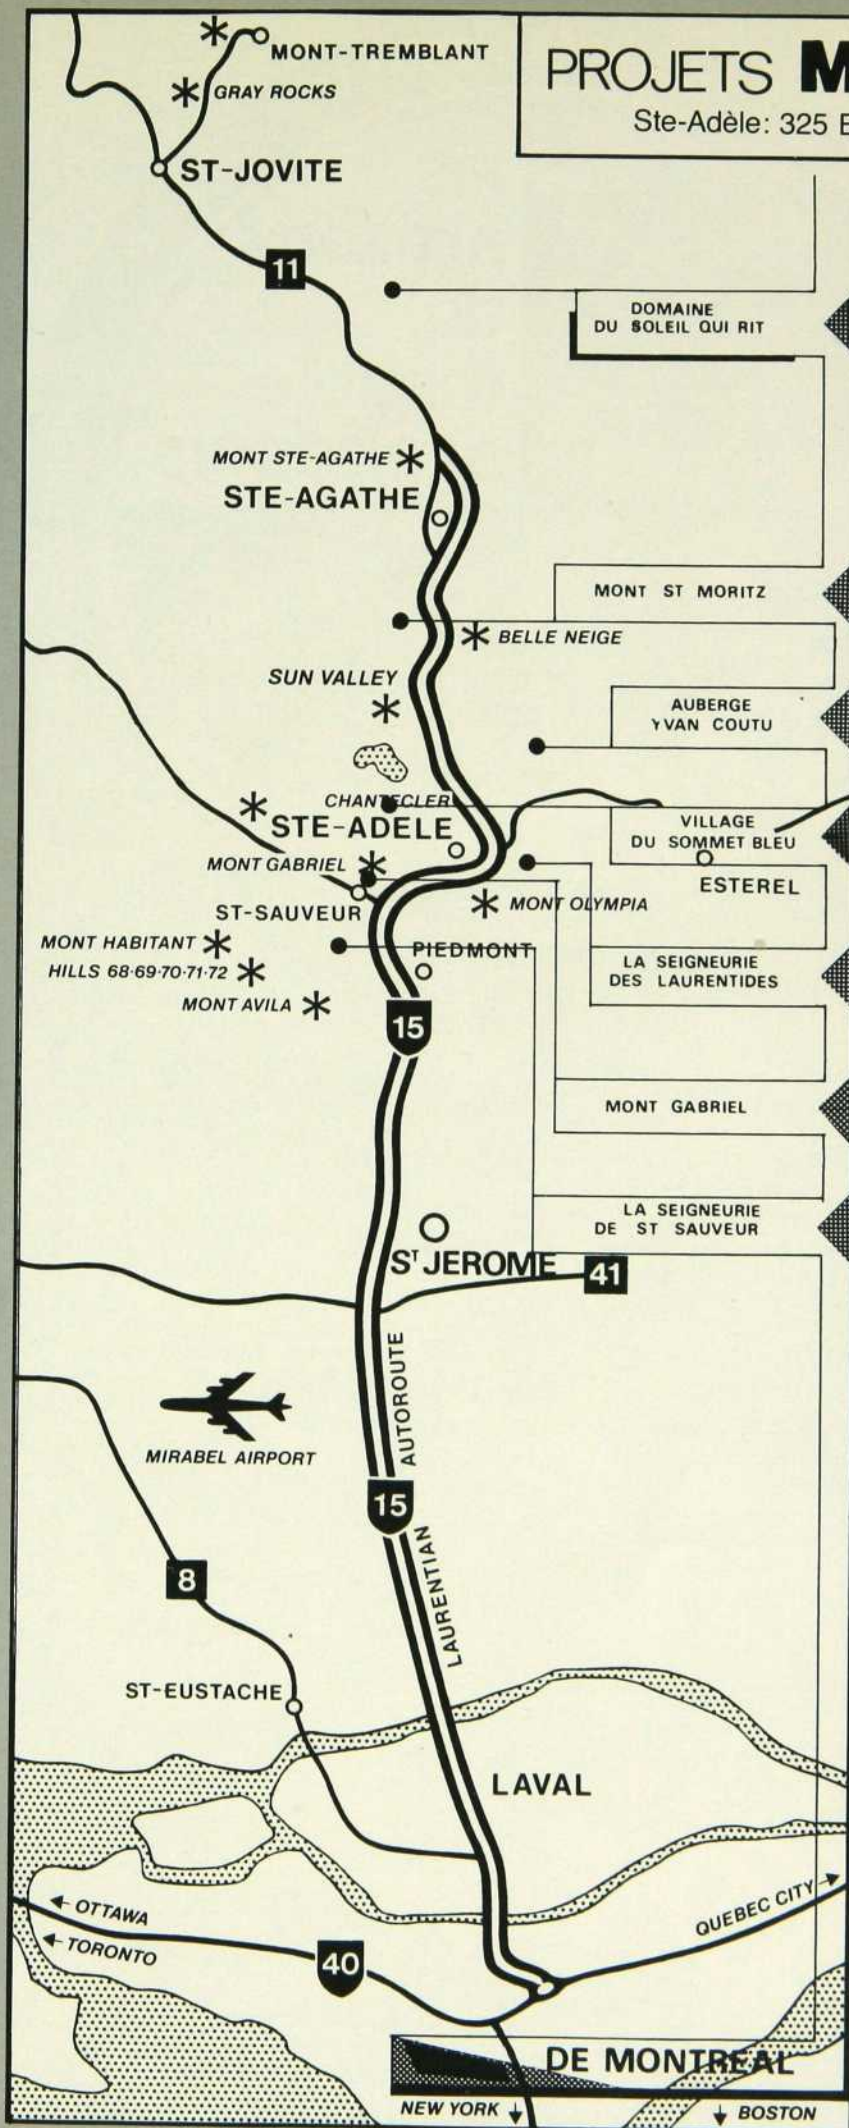 PROJETS M
Ste-Adèle: 325
MONT-TREMBLANT
GRAY ROCKS
ST-JOVITE
11
DOMAINE
DU SOLEIL QUI RIT
MONT STE-AGATHE
STE-AGATHE
MONT ST MORITZ
BELLE NEIGE
SUN VALLEY
AUBERGE
YVAN COUTU
CHANTECLER
STE-ADELE
VILLAGE
DU SOMMET BLEU
MONT GABRIEL
ESTEREL
ST-SAUVEUR
MONT OLYMPIA
MONT HABITANT
PIEDMONT
HILLS 68-69-70-71-72
LA SEIGNEURIE
DES LAURENTIDES
MONT AVILA
15
MONT GABRIEL
LA SEIGNEURIE
DE ST SAUVEUR
ST JEROME
41
AUTOROUTE
MIRABEL AIRPORT
15
LAURENTIAN
8
ST-EUSTACHE
LAVAL
OTTAWA
TORONTO
QUEBEC CITY
40
DE MONTREAL
NEW YORK
BOSTON